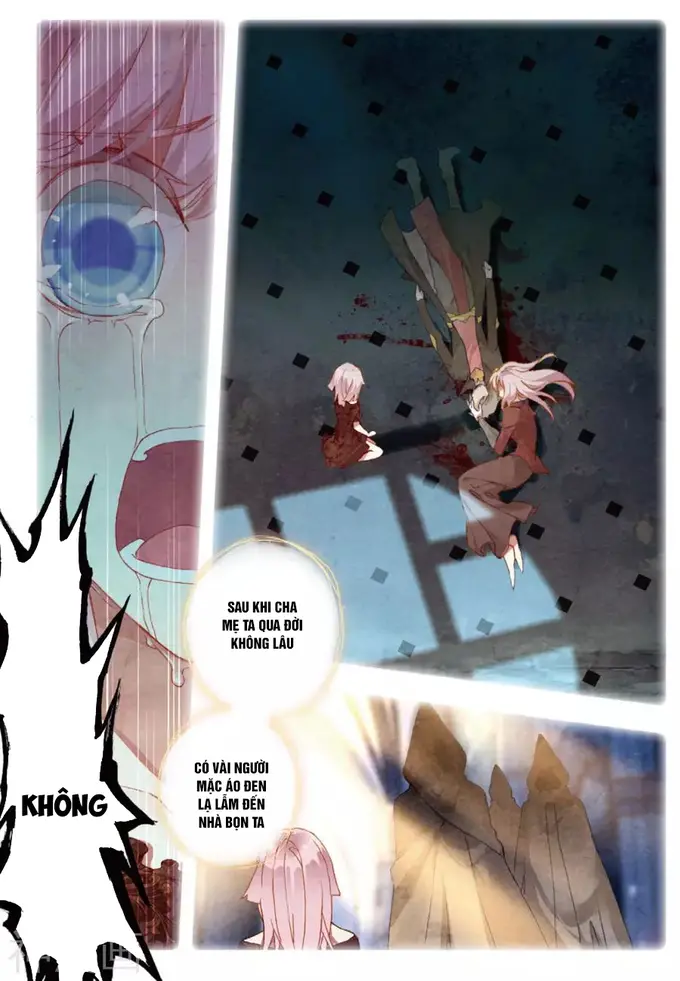 SAU KHI CHA
MẸ TA QUA ĐỜI
KHÔNG LÂU
CÓ VÀI NGƯỜI
MẶC ÁO ĐEN
LẠ LẪM ĐẾN
NHÀ BỌN TA
KHÔNG